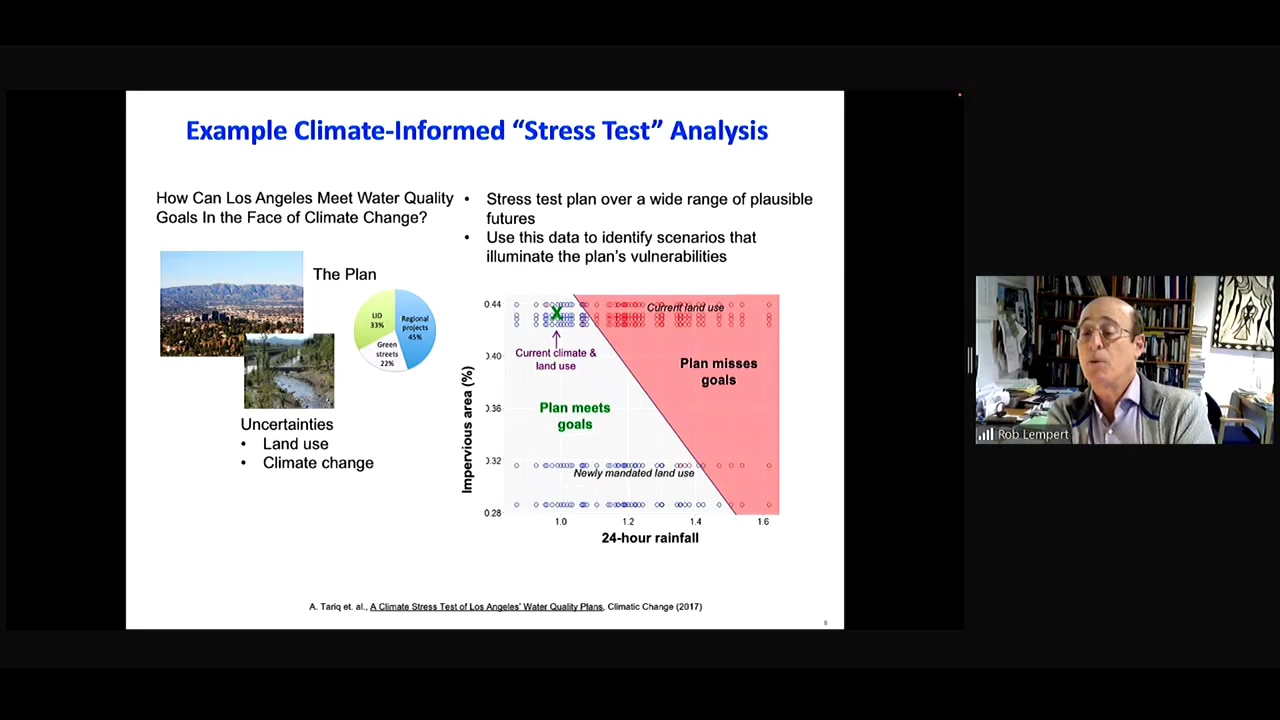 Example Climate-Informed “Stress Test” Analysis
How Can Los Angeles Meet Water Quality
Goals In the Face of Climate Change?
The Plan
LID
33%
Regional
projects
45%
Green
streets
22%
Uncertainties
• Land use
• Climate change
• Stress test plan over a wide range of plausible
futures
• Use this data to identify scenarios that
illuminate the plan’s vulnerabilities
Impervious area (%)
0.44
0.40
0.36
0.32
0.28
Current land use
Current climate &
land use
Plan misses
goals
Plan meets
goals
Newly mandated land use
1.0 1.2 1.4 1.6
24-hour rainfall
A. Tariq et. al., A Climate Stress Test of Los Angeles’ Water Quality Plans, Climatic Change (2017)
8
Rob Lempert